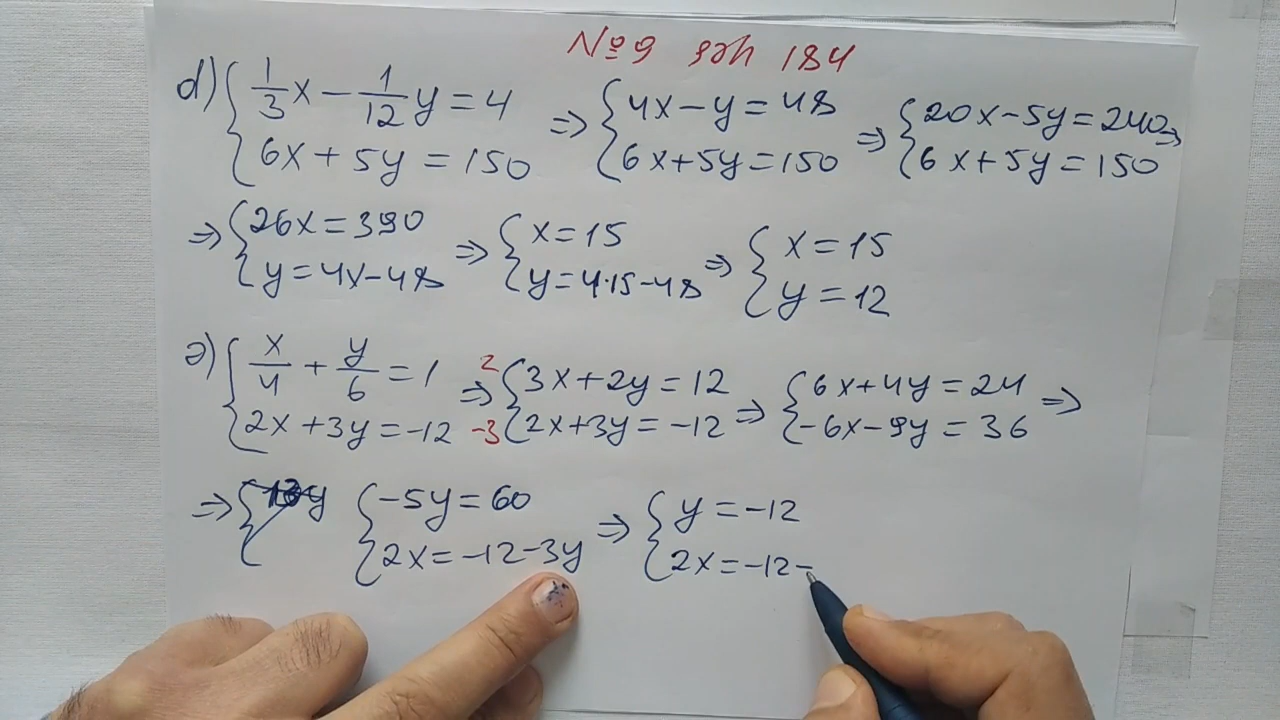 №9 səh 184
d) { 1/3 x - 1/12 y = 4 ⇒ { 4x - y = 48 ⇒ { 20x - 5y = 240 ⇒
{ 6x + 5y = 150 { 6x + 5y = 150 { 6x + 5y = 150
⇒ { 26x = 390 ⇒ { x = 15 ⇒ { x = 15
{ y = 4x - 48 { y = 4·15 - 48 { y = 12
ə) { x/4 + y/6 = 1 ⇒ 2 { 3x + 2y = 12 ⇒ { 6x + 4y = 24 ⇒
{ 2x + 3y = -12 -3 { 2x + 3y = -12 { -6x - 9y = 36
⇒ { y { -5y = 60 ⇒ { y = -12
{ 2x = -12 - 3y { 2x = -12 -